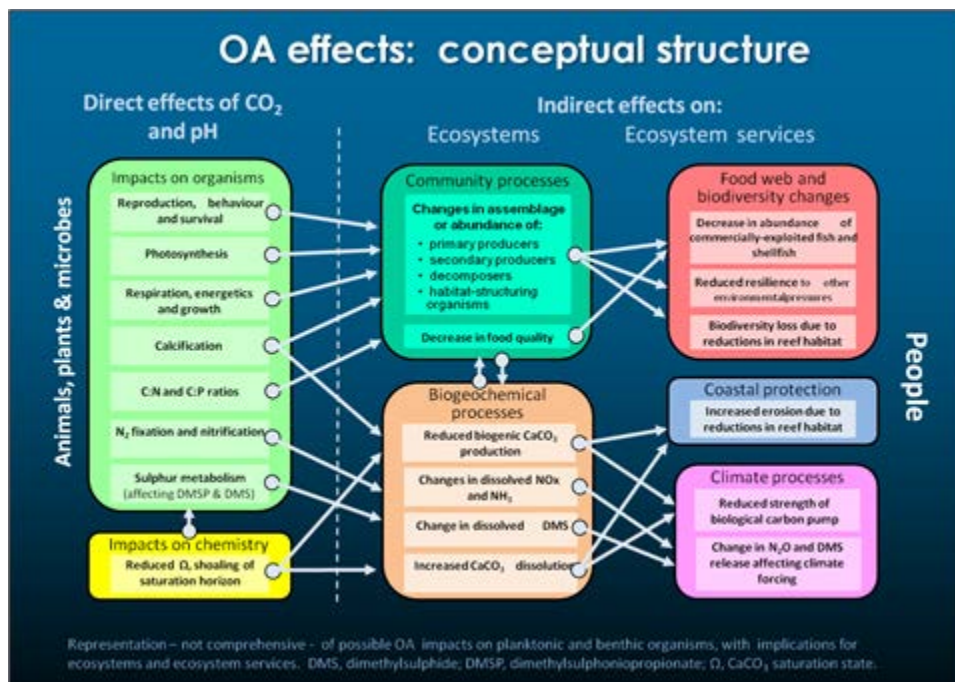 OA effects: conceptual structure
Direct effects of CO₂
and pH
Indirect effects on:
Ecosystems
Ecosystem services
Animals, plants & microbes
Impacts on organisms
Reproduction, behaviour
and survival
Photosynthesis
Respiration, energetics
and growth
Calcification
C:N and C:P ratios
N₂ fixation and nitrification
Sulphur metabolism
(affecting DMSP & DMS)
Impacts on chemistry
Reduced Ω, shoaling of
saturation horizon
Community processes
Changes in assemblage
or abundance of:
• primary producers
• secondary producers
• decomposers
• habitat-structuring
organisms
Decrease in food quality
Biogeochemical
processes
Reduced biogenic CaCO₃
production
Changes in dissolved NOx
and NH₃
Change in dissolved DMS
Increased CaCO₃ dissolution
Food web and
biodiversity changes
Decrease in abundance of
commercially-exploited fish and
shellfish
Reduced resilience to other
environmental pressures
Biodiversity loss due to
reductions in reef habitat
Coastal protection
Increased erosion due to
reductions in reef habitat
Climate processes
Reduced strength of
biological carbon pump
Change in N₂O and DMS
release affecting climate
forcing
People
Representation – not comprehensive - of possible OA impacts on planktonic and benthic organisms, with implications for
ecosystems and ecosystem services. DMS, dimethylsulphide; DMSP, dimethylsulphoniopropionate; Ω, CaCO₃ saturation state.